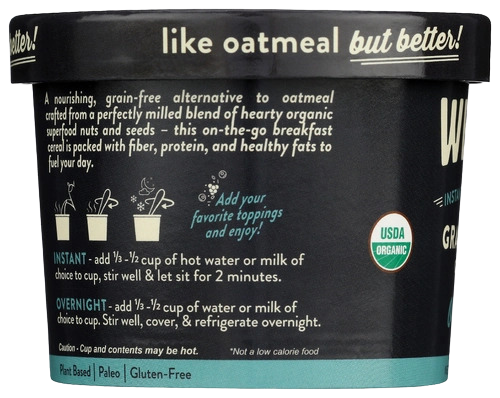 etter!
like oatmeal but better!
A nourishing, grain-free alternative to oatmeal
crafted from a perfectly milled blend of hearty organic
superfood nuts and seeds – this on-the-go breakfast
cereal is packed with fiber, protein, and healthy fats to
fuel your day.
Add your
favorite toppings
and enjoy!
INSTANT - add ⅓ -½ cup of hot water or milk of
choice to cup, stir well & let sit for 2 minutes.
OVERNIGHT - add ⅓ -½ cup of water or milk of
choice to cup. Stir well, cover, & refrigerate overnight.
Caution - Cup and contents may be hot.
*Not a low calorie food
Plant Based | Paleo | Gluten-Free
USDA
ORGANIC
W
INSTA
GRA